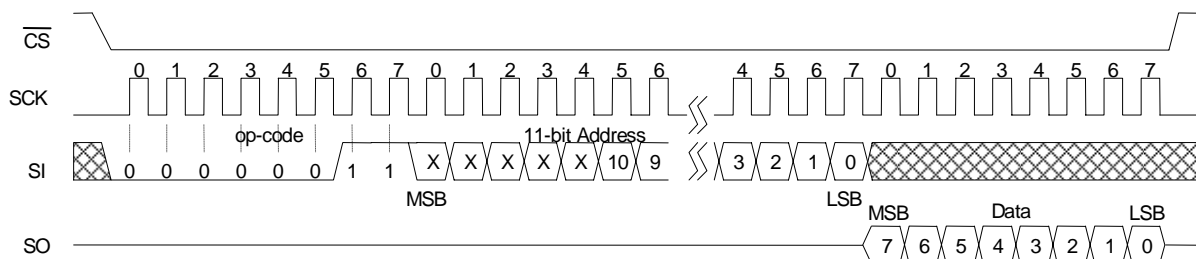 CS
0 1 2 3 4 5 6 7 0 1 2 3 4 5 6 4 5 6 7 0 1 2 3 4 5 6 7
SCK
op-code 11-bit Address
SI 0 0 0 0 0 0 1 1 X X X X X 10 9 3 2 1 0
MSB LSB
MSB Data LSB
SO 7 6 5 4 3 2 1 0